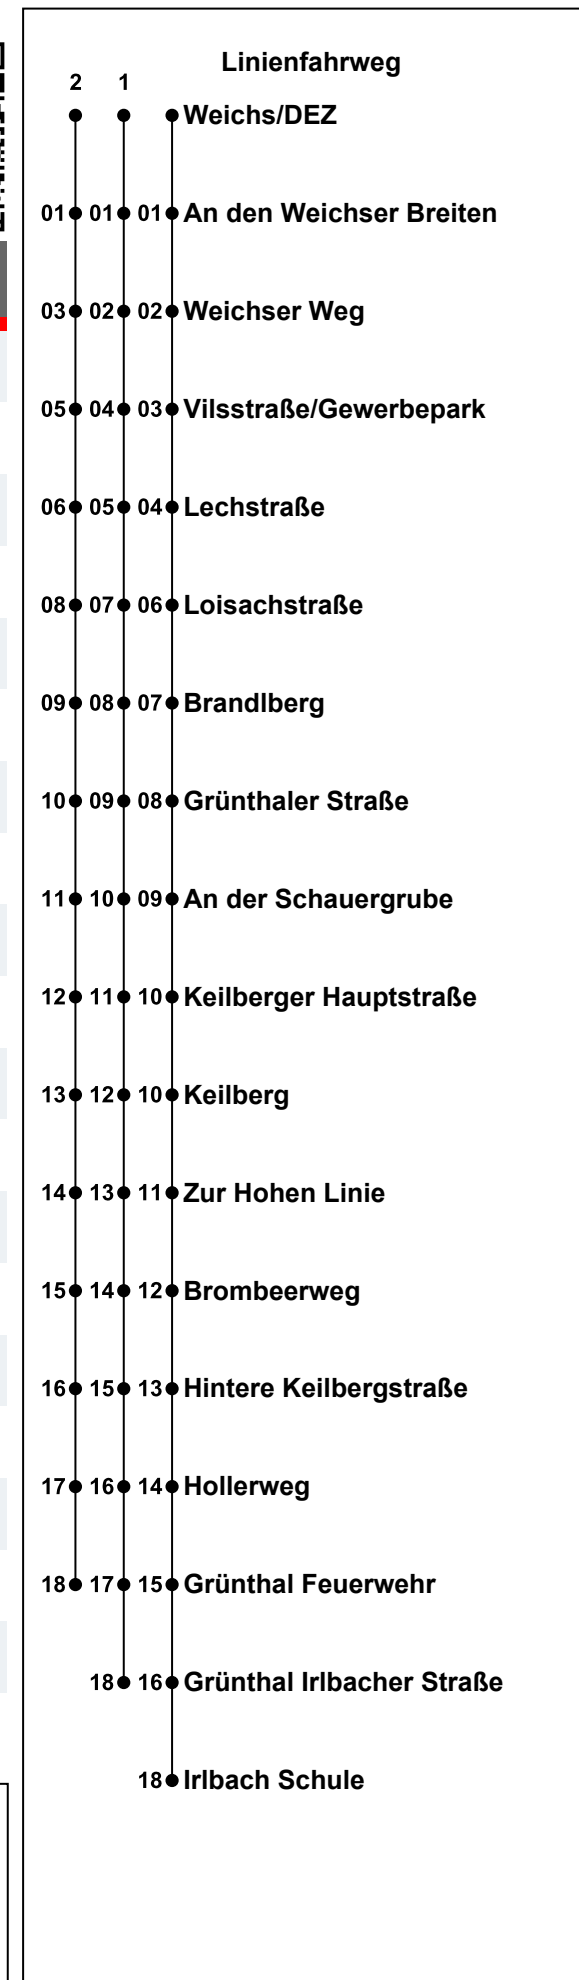 Linienfahrweg
2 1
Weichs/DEZ
01 01 01 An den Weichser Breiten
03 02 02 Weichser Weg
05 04 03 Vilsstraße/Gewerbepark
06 05 04 Lechstraße
08 07 06 Loisachstraße
09 08 07 Brandlberg
10 09 08 Grünthaler Straße
11 10 09 An der Schauergrube
12 11 10 Keilberger Hauptstraße
13 12 10 Keilberg
14 13 11 Zur Hohen Linie
15 14 12 Brombeerweg
16 15 13 Hintere Keilbergstraße
17 16 14 Hollerweg
18 17 15 Grünthal Feuerwehr
18 16 Grünthal Irlbacher Straße
18 Irlbach Schule